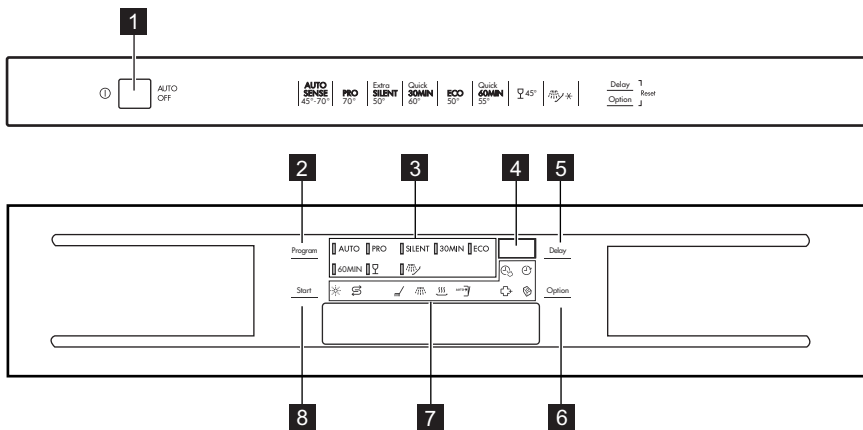 1
AUTO OFF
AUTO SENSE 45°-70°
PRO 70°
Extra SILENT 50°
Quick 30MIN 60°
ECO 50°
Quick 60MIN 55°
45°
Delay
Option
Reset
2
3
4
5
Program
AUTO PRO SILENT 30MIN ECO
Delay
60MIN
Start
AUTO
Option
8
7
6